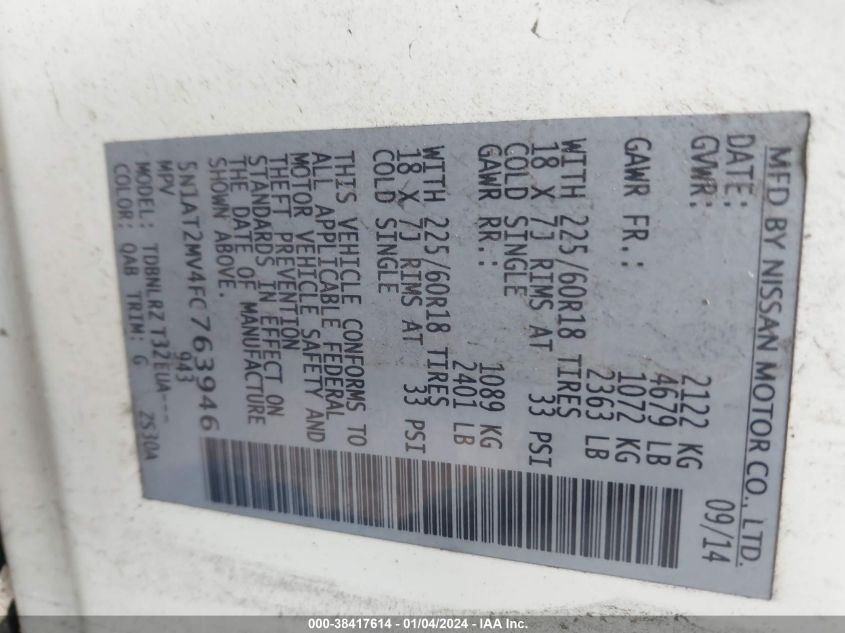 MFD BY NISSAN MOTOR CO., LTD.
DATE: 09/14
GVWR: 2122 KG
4679 LB
GAWR FR.: 1072 KG
2363 LB
WITH 225/60R18 TIRES
18 X 7J RIMS AT 33 PSI
COLD SINGLE
GAWR RR.: 1089 KG
2401 LB
WITH 225/60R18 TIRES
18 X 7J RIMS AT 33 PSI
COLD SINGLE
THIS VEHICLE CONFORMS TO
ALL APPLICABLE FEDERAL
MOTOR VEHICLE SAFETY AND
THEFT PREVENTION
STANDARDS IN EFFECT ON
THE DATE OF MANUFACTURE
SHOWN ABOVE.
5N1AT2MV4FC763946
MPV 943
MODEL: TDBNLRZ T32EUA---
COLOR: QAB TRIM: G 2S30A
000-38417614 - 01/04/2024 - IAA Inc.